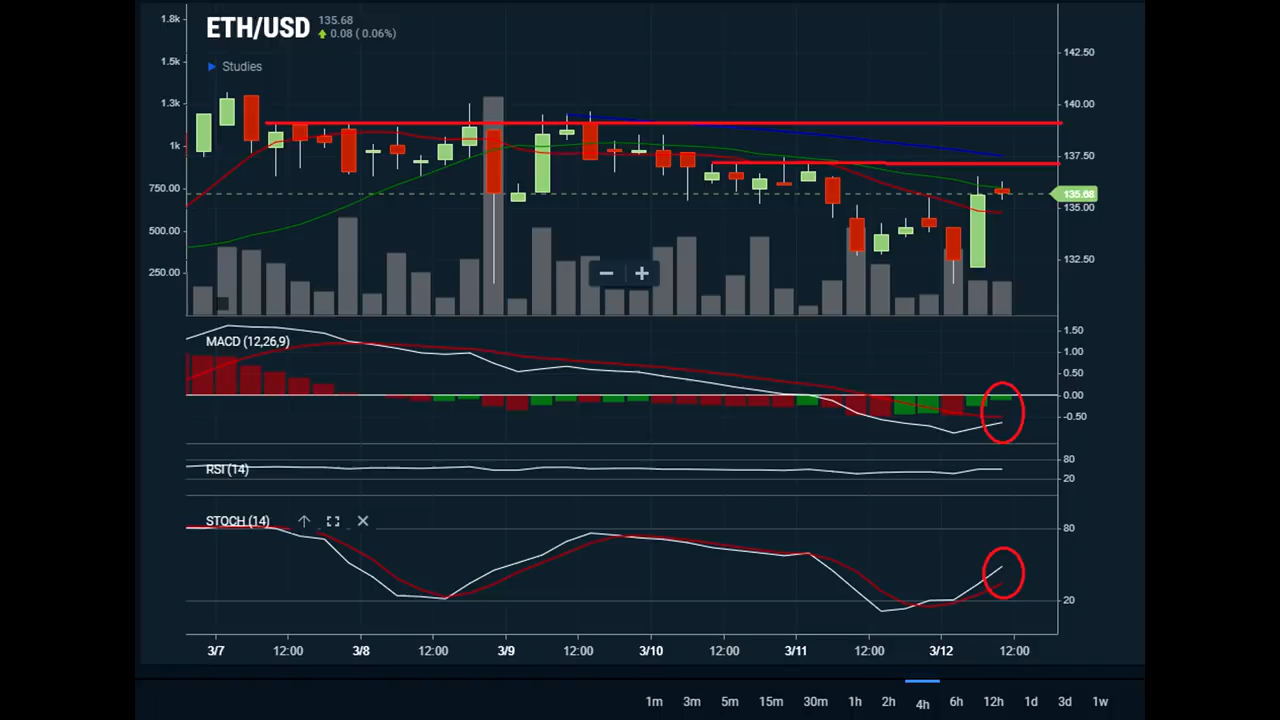 1.8k
ETH/USD 135.68
0.08 ( 0.06%)
142.50
1.5k
▶ Studies
1.3k
140.00
1k
137.50
750.00
135.68
135.00
500.00
250.00
132.50
MACD (12,26,9)
1.50
1.00
0.50
0.00
-0.50
RSI (14)
80
20
STOCH (14)
80
20
3/7 12:00 3/8 12:00 3/9 12:00 3/10 12:00 3/11 12:00 3/12 12:00
1m 3m 5m 15m 30m 1h 2h 4h 6h 12h 1d 3d 1w